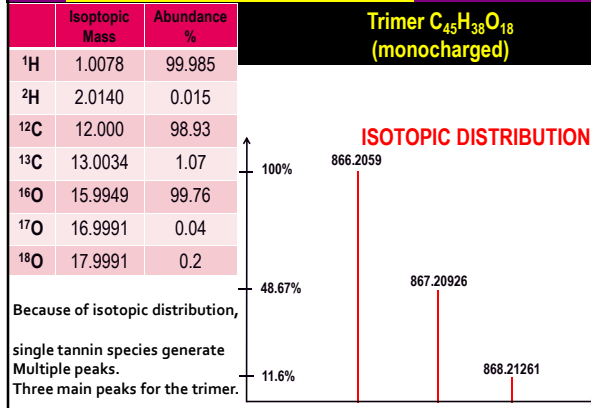 Isoptopic Mass Abundance %
¹H 1.0078 99.985
²H 2.0140 0.015
¹²C 12.000 98.93
¹³C 13.0034 1.07
¹⁶O 15.9949 99.76
¹⁷O 16.9991 0.04
¹⁸O 17.9991 0.2
Because of isotopic distribution,
single tannin species generate
Multiple peaks.
Three main peaks for the trimer.
Trimer C₄₅H₃₈O₁₈
(monocharged)
ISOTOPIC DISTRIBUTION
866.2059
100%
867.20926
48.67%
868.21261
11.6%